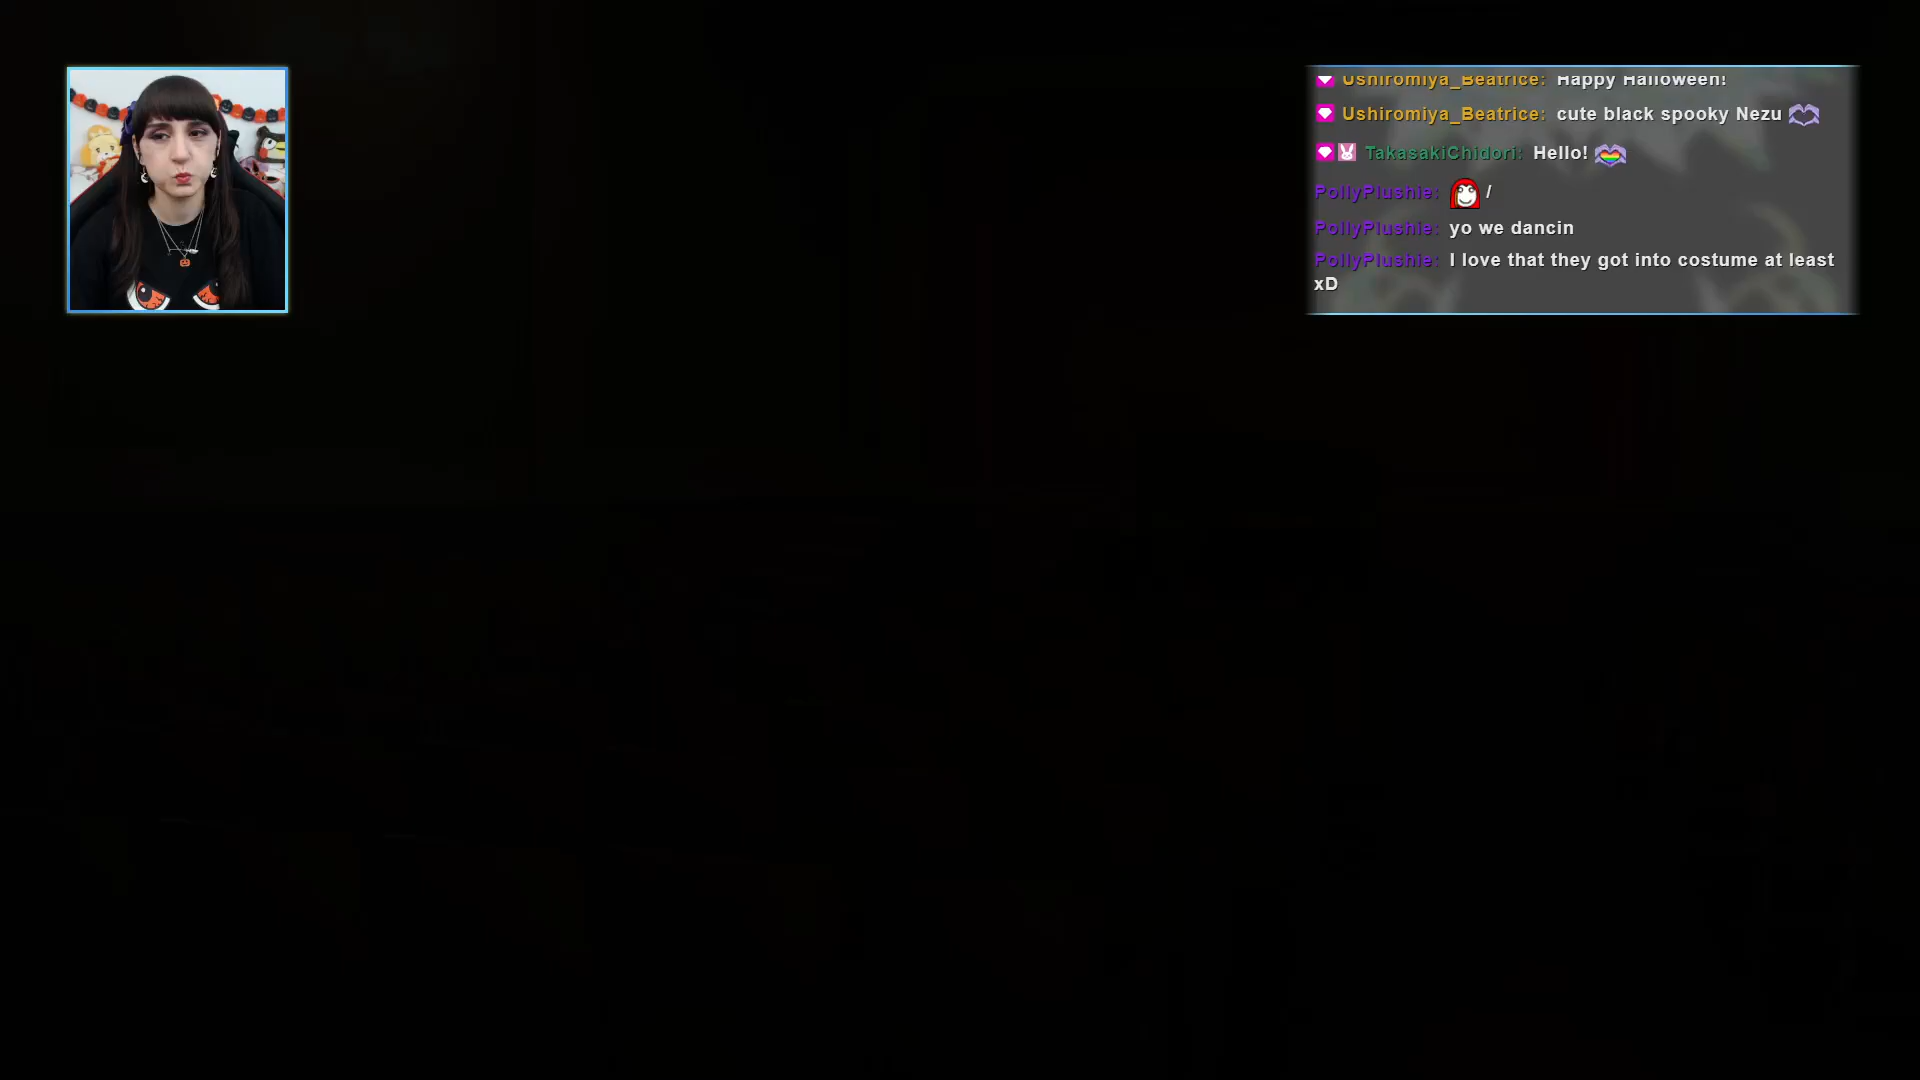 Ushiromiya_Beatrice: Happy Halloween!
Ushiromiya_Beatrice: cute black spooky Nezu
TakasakiChidori: Hello!
PollyPlushie: /
PollyPlushie: yo we dancin
PollyPlushie: I love that they got into costume at least
xD